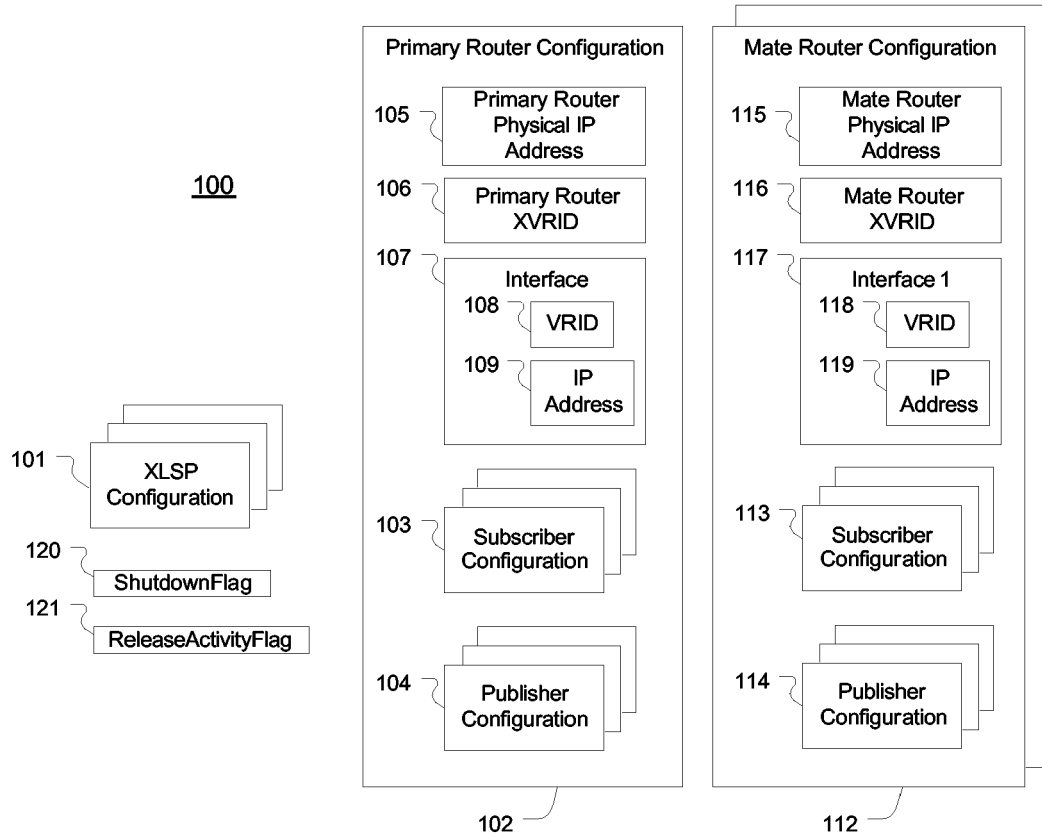 100
101
XLSP
Configuration
120
ShutdownFlag
121
ReleaseActivityFlag
Primary Router Configuration
105
Primary Router
Physical IP
Address
106
Primary Router
XVRID
107
Interface
108
VRID
109
IP
Address
103
Subscriber
Configuration
104
Publisher
Configuration
102
Mate Router Configuration
115
Mate Router
Physical IP
Address
116
Mate Router
XVRID
117
Interface 1
118
VRID
119
IP
Address
113
Subscriber
Configuration
114
Publisher
Configuration
112